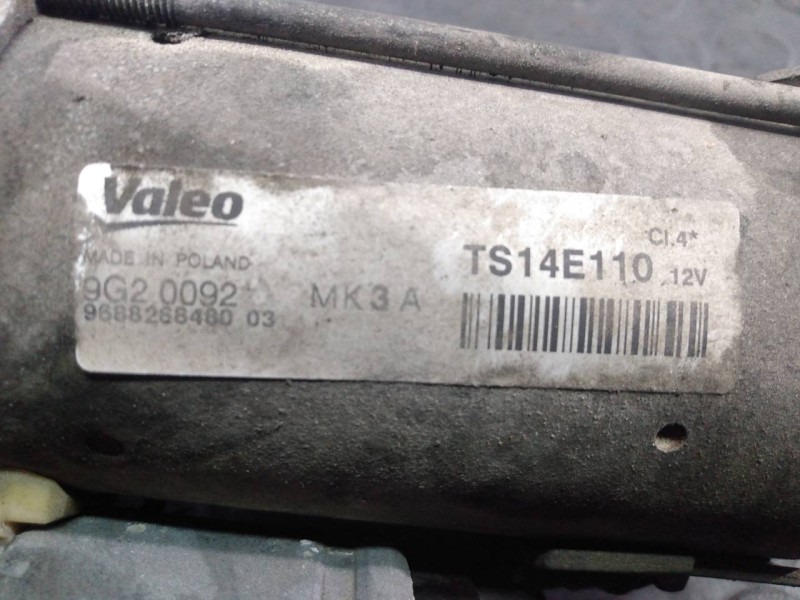 Valeo
MADE IN POLAND
Cl.4*
TS14E110 12V
9G2 0092
MK3 A
9688268480 03